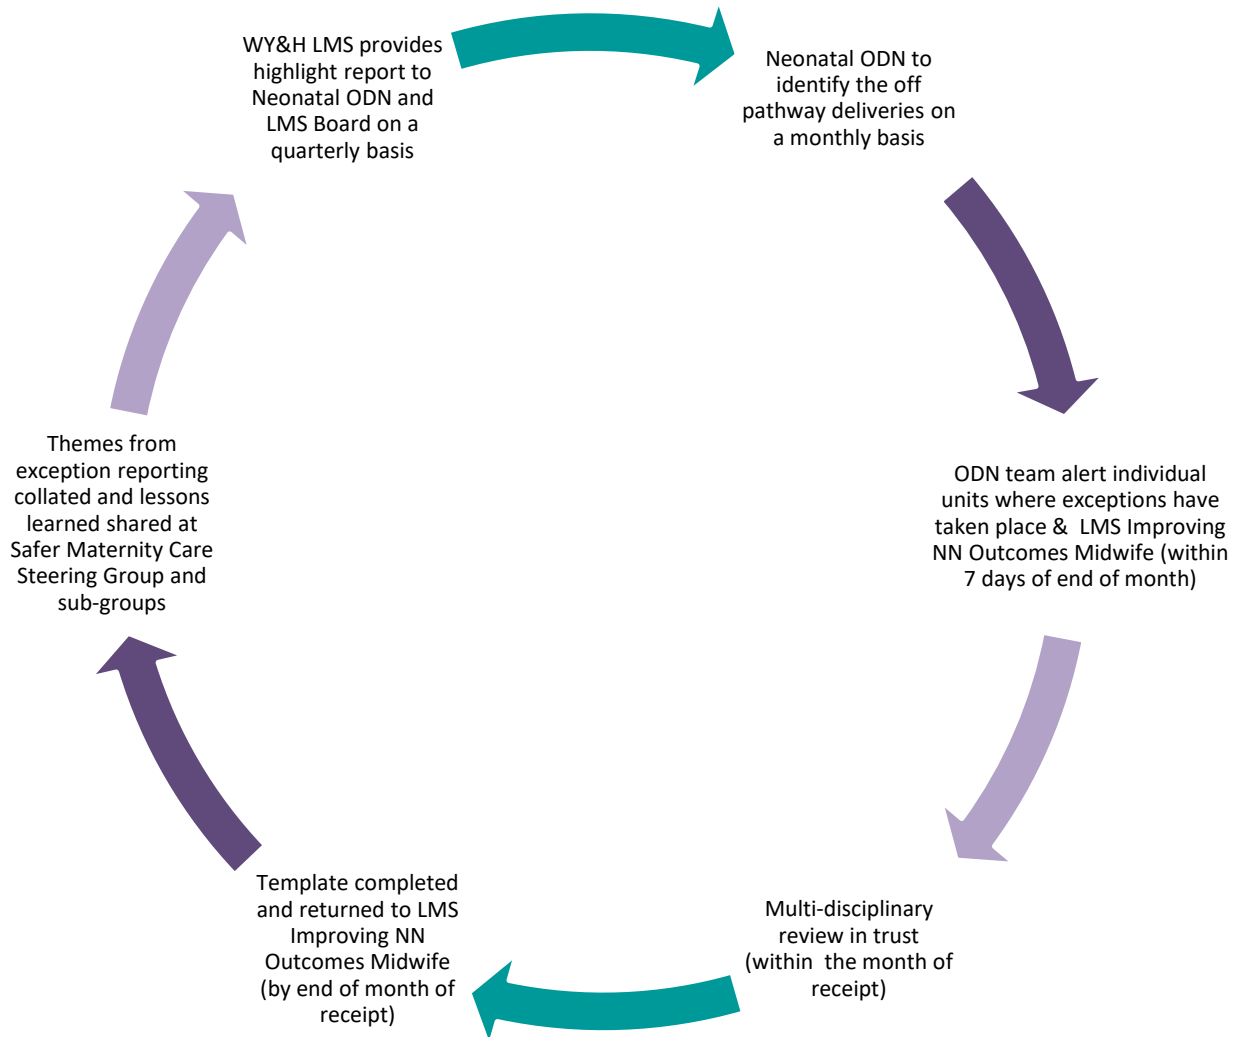 WY&H LMS provides
highlight report to
Neonatal ODN and
LMS Board on a
quarterly basis
Neonatal ODN to
identify the off
pathway deliveries on
a monthly basis
ODN team alert individual
units where exceptions have
taken place & LMS Improving
NN Outcomes Midwife (within
7 days of end of month)
Multi-disciplinary
review in trust
(within the month of
receipt)
Template completed
and returned to LMS
Improving NN
Outcomes Midwife
(by end of month of
receipt)
Themes from
exception reporting
collated and lessons
learned shared at
Safer Maternity Care
Steering Group and
sub-groups